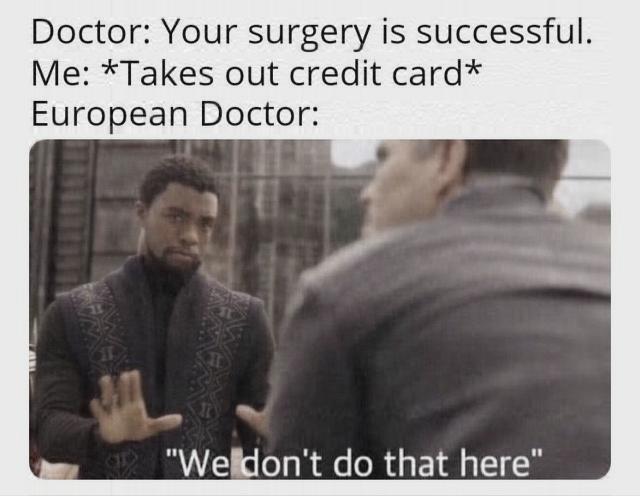 Doctor: Your surgery is successful.
Me: *Takes out credit card*
European Doctor:
"We don't do that here"